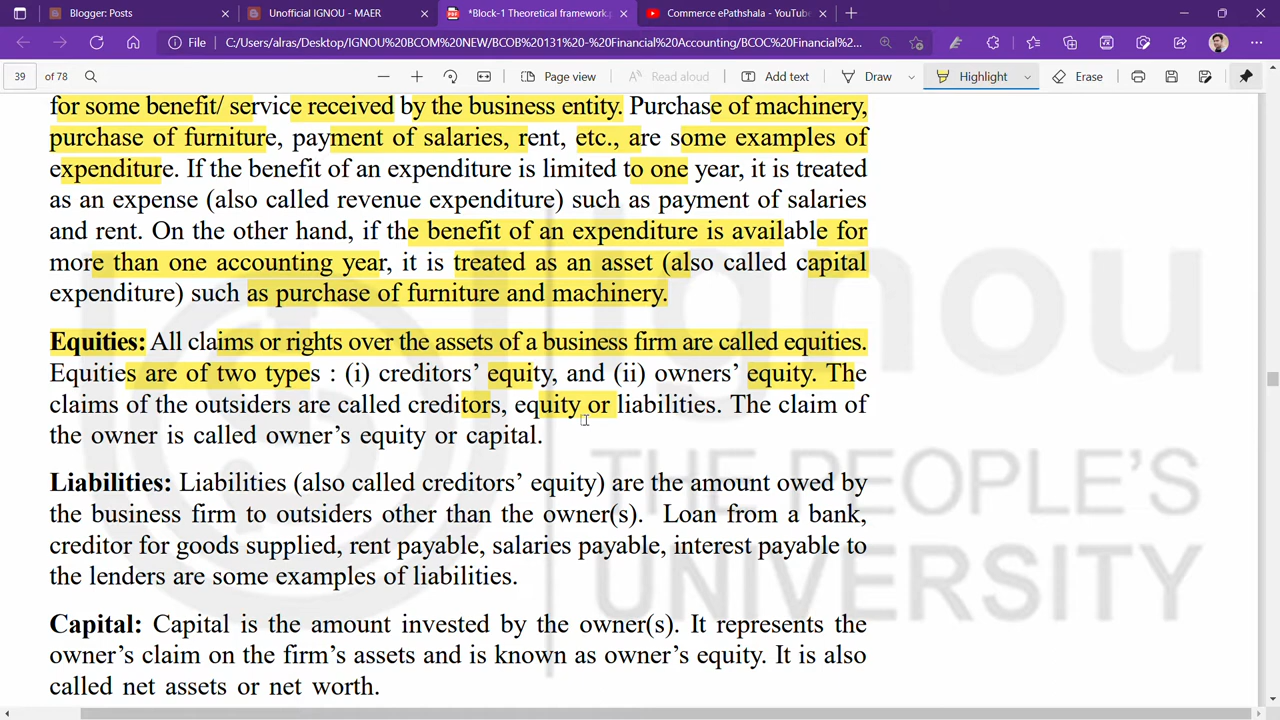 Blogger: Posts
Unofficial IGNOU - MAER
*Block-1 Theoretical framework.
Commerce ePathshala - YouTub
File
C:/Users/alras/Desktop/IGNOU%20BCOM%20NEW/BCOB%20131%20-%20Financial%20Accounting/BCOC%20Financial%2...
39 of 78
Page view
Read aloud
Add text
Draw
Highlight
Erase
for some benefit/ service received by the business entity. Purchase of machinery,
purchase of furniture, payment of salaries, rent, etc., are some examples of
expenditure. If the benefit of an expenditure is limited to one year, it is treated
as an expense (also called revenue expenditure) such as payment of salaries
and rent. On the other hand, if the benefit of an expenditure is available for
more than one accounting year, it is treated as an asset (also called capital
expenditure) such as purchase of furniture and machinery.
Equities: All claims or rights over the assets of a business firm are called equities.
Equities are of two types : (i) creditors’ equity, and (ii) owners’ equity. The
claims of the outsiders are called creditors, equity or liabilities. The claim of
the owner is called owner’s equity or capital.
Liabilities: Liabilities (also called creditors’ equity) are the amount owed by
the business firm to outsiders other than the owner(s). Loan from a bank,
creditor for goods supplied, rent payable, salaries payable, interest payable to
the lenders are some examples of liabilities.
Capital: Capital is the amount invested by the owner(s). It represents the
owner’s claim on the firm’s assets and is known as owner’s equity. It is also
called net assets or net worth.
ignou
THE PEOPLE’S
UNIVERSITY